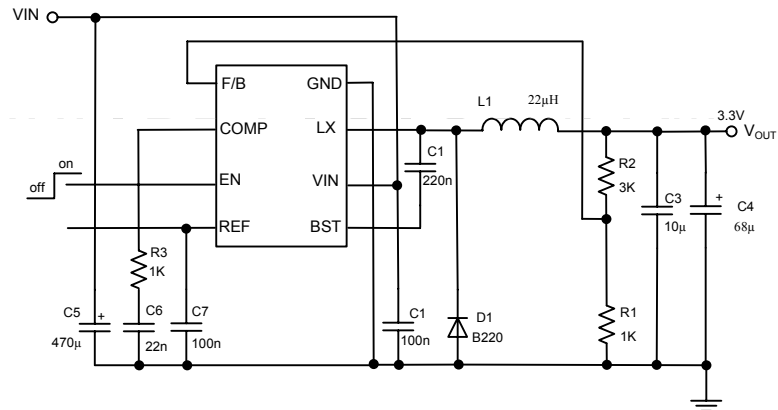 VIN
F/B
GND
L1
22µH
3.3V
VOUT
COMP
LX
C1
220n
R2
3K
on
off
EN
VIN
C3
10µ
+
C4
68µ
REF
BST
R3
1K
C5
+
470µ
C6
22n
C7
100n
C1
100n
D1
B220
R1
1K